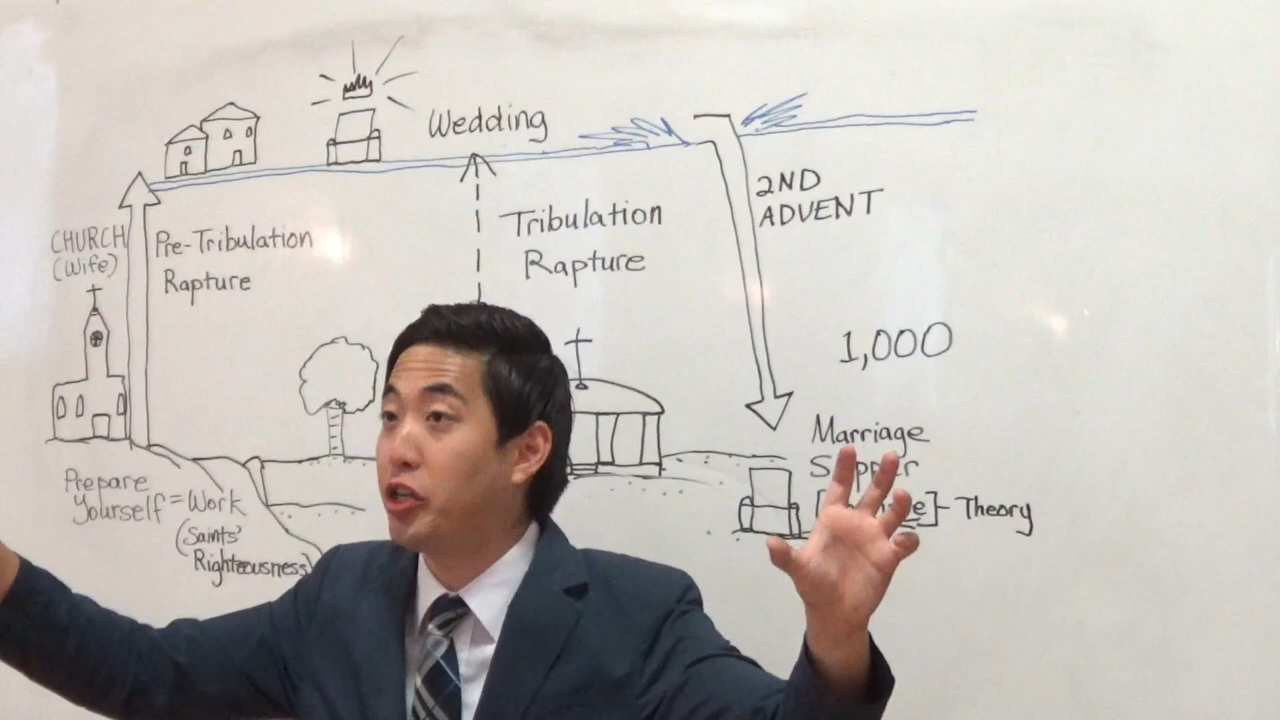 Wedding
2ND
ADVENT
CHURCH
(Wife)
Pre-Tribulation
Rapture
Tribulation
Rapture
1,000
Marriage
Supper
- Theory
Prepare
Yourself = Work
(Saints'
Righteousness)